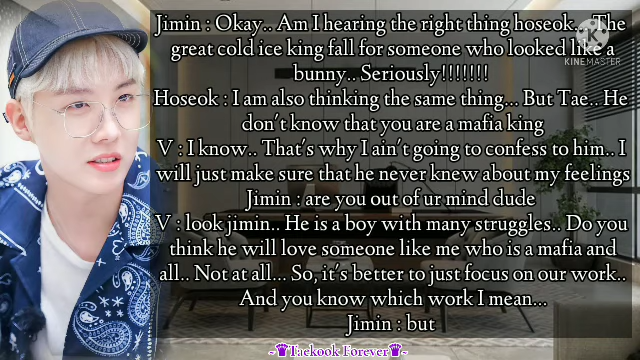 Jimin : Okay.. Am I hearing the right thing hoseok... The
great cold ice king fall for someone who looked like a
bunny.. Seriously!!!!!!!
KINEMASTER
Hoseok : I am also thinking the same thing... But Tae.. He
don't know that you are a mafia king
V : I know.. That's why I ain't going to confess to him.. I
will just make sure that he never knew about my feelings
Jimin : are you out of ur mind dude
V : look jimin.. He is a boy with many struggles.. Do you
think he will love someone like me who is a mafia and
all.. Not at all... So, it's better to just focus on our work..
And you know which work I mean...
Jimin : but
~♛Taekook Forever♛~